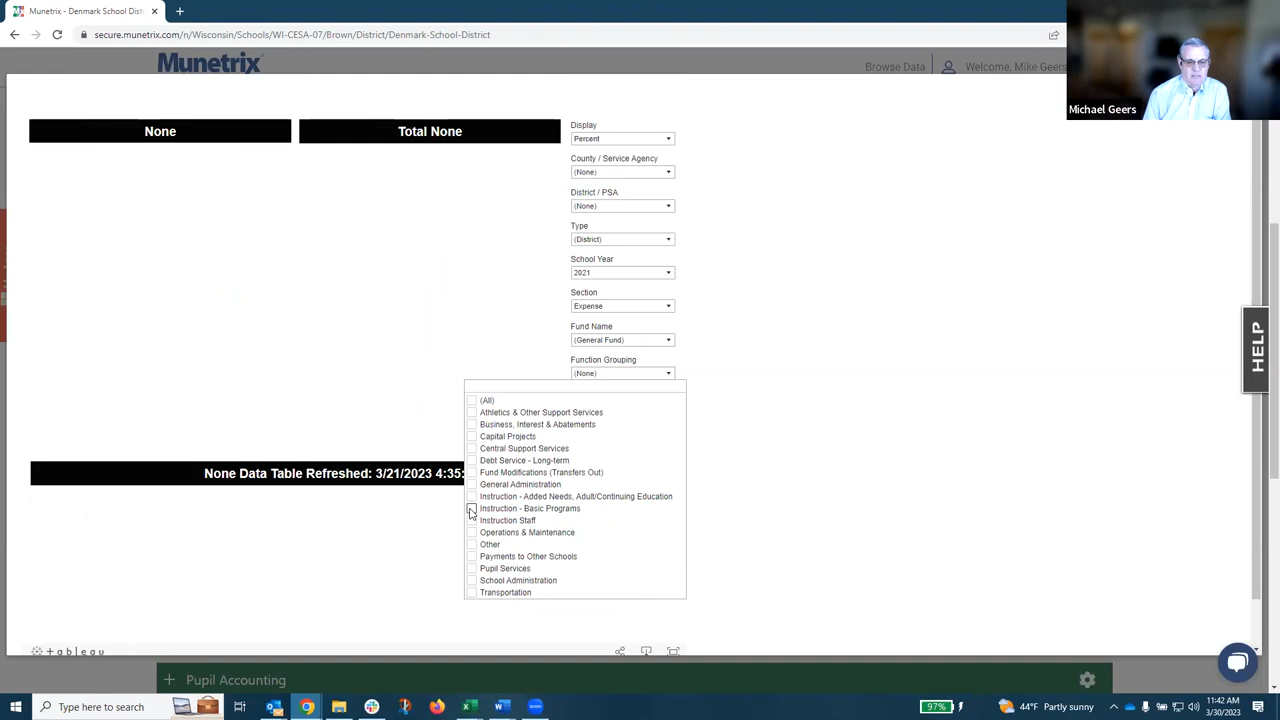 Munetrix - Denmark School Dist
secure.munetrix.com/n/Wisconsin/Schools/WI-CESA-07/Brown/District/Denmark-School-District
Munetrix
Browse Data
Welcome, Mike Geers
Michael Geers
None
Total None
Display
Percent
County / Service Agency
(None)
District / PSA
(None)
Type
(District)
School Year
2021
Section
Expense
Fund Name
(General Fund)
Function Grouping
(None)
(All)
Athletics & Other Support Services
Business, Interest & Abatements
Capital Projects
Central Support Services
Debt Service - Long-term
Fund Modifications (Transfers Out)
General Administration
Instruction - Added Needs, Adult/Continuing Education
Instruction - Basic Programs
Instruction Staff
Operations & Maintenance
Other
Payments to Other Schools
Pupil Services
School Administration
Transportation
None Data Table Refreshed: 3/21/2023 4:35:
HELP
+ab|eau
Pupil Accounting
Type here to search
97%
44°F Partly sunny
11:42 AM
3/30/2023